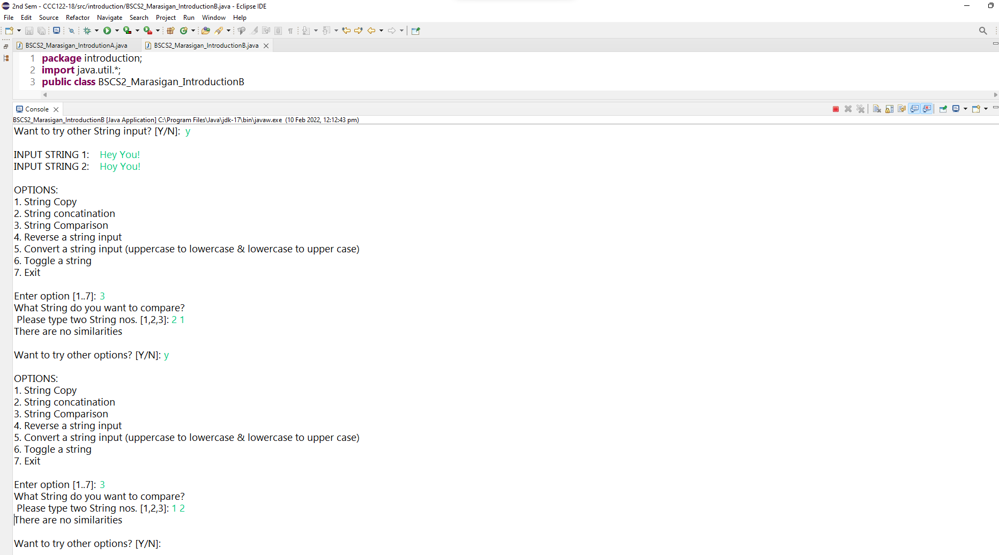 2nd Sem - CCC122-18/src/introduction/BSCS2_Marasigan_IntroductionB.java - Eclipse IDE
File Edit Source Refactor Navigate Search Project Run Window Help
BSCS2_Marasigan_IntrodutionA.java BSCS2_Marasigan_IntroductionB.java
1 package introduction;
2 import java.util.*;
3 public class BSCS2_Marasigan_IntroductionB
Console
BSCS2_Marasigan_IntroductionB [Java Application] C:\Program Files\Java\jdk-17\bin\javaw.exe (10 Feb 2022, 12:12:43 pm)
Want to try other String input? [Y/N]: y
INPUT STRING 1: Hey You!
INPUT STRING 2: Hoy You!
OPTIONS:
1. String Copy
2. String concatination
3. String Comparison
4. Reverse a string input
5. Convert a string input (uppercase to lowercase & lowercase to upper case)
6. Toggle a string
7. Exit
Enter option [1..7]: 3
What String do you want to compare?
Please type two String nos. [1,2,3]: 2 1
There are no similarities
Want to try other options? [Y/N]: y
OPTIONS:
1. String Copy
2. String concatination
3. String Comparison
4. Reverse a string input
5. Convert a string input (uppercase to lowercase & lowercase to upper case)
6. Toggle a string
7. Exit
Enter option [1..7]: 3
What String do you want to compare?
Please type two String nos. [1,2,3]: 1 2
There are no similarities
Want to try other options? [Y/N]: